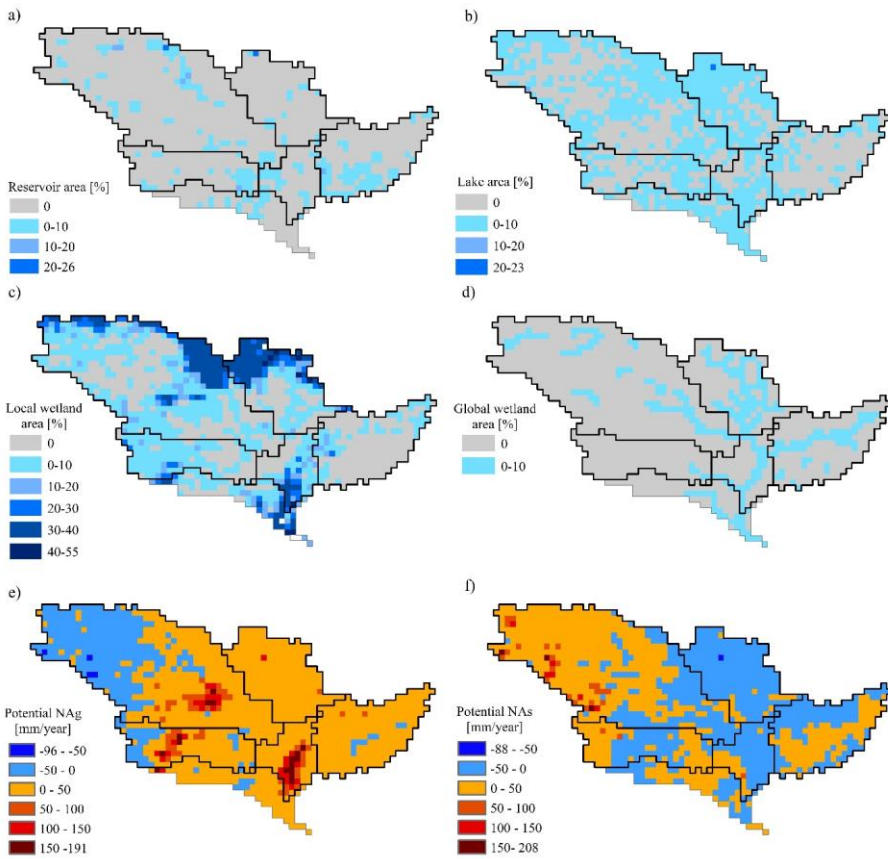 a)
Reservoir area [%]
0
0-10
10-20
20-26
b)
Lake area [%]
0
0-10
10-20
20-23
c)
Local wetland
area [%]
0
0-10
10-20
20-30
30-40
40-55
d)
Global wetland
area [%]
0
0-10
e)
Potential NAg
[mm/year]
-96 - -50
-50 - 0
0 - 50
50 - 100
100 - 150
150 -191
f)
Potential NAs
[mm/year]
-88 - -50
-50 - 0
0 - 50
50 - 100
100 - 150
150- 208